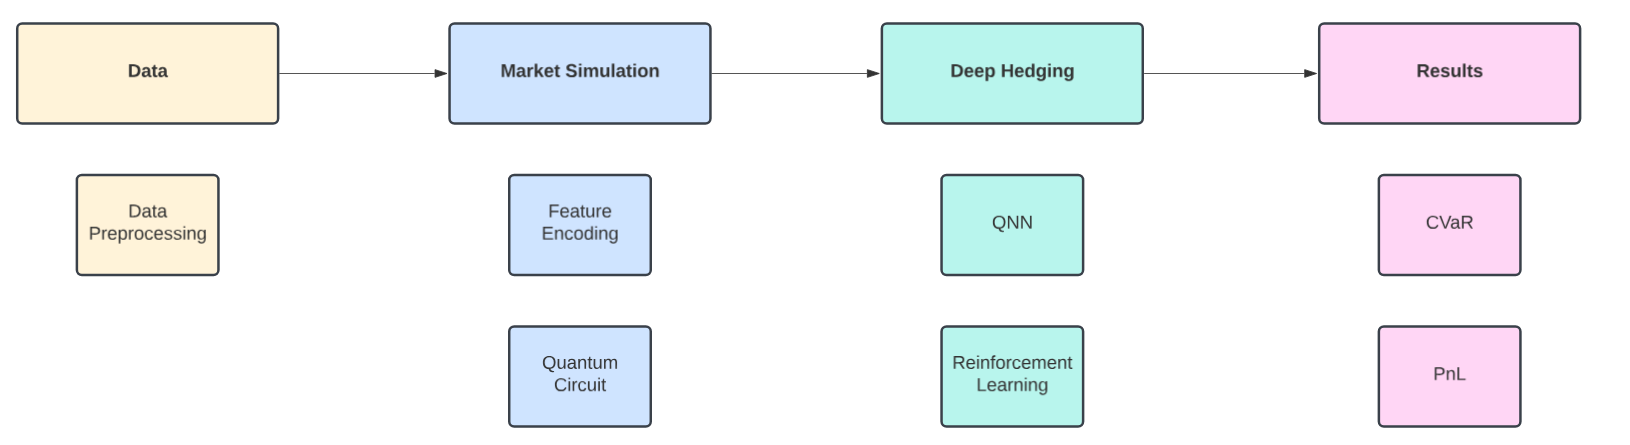 Data
Market Simulation
Deep Hedging
Results
Data
Preprocessing
Feature
Encoding
QNN
CVaR
Quantum
Circuit
Reinforcement
Learning
PnL